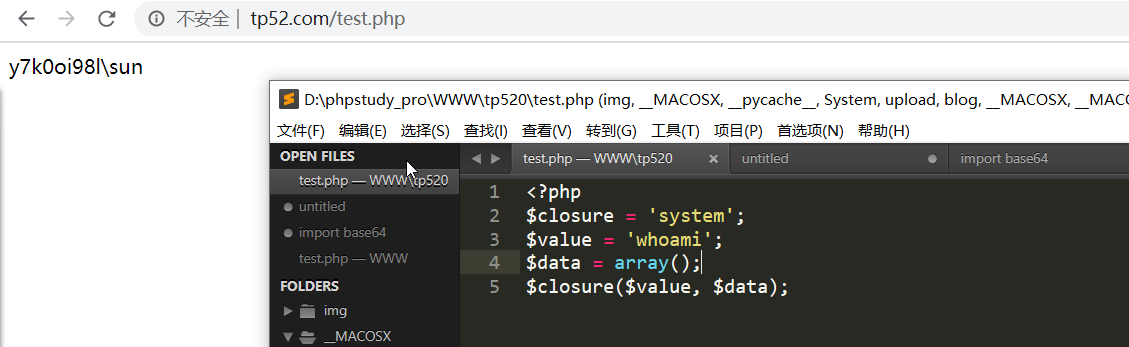 不安全 | tp52.com/test.php
y7k0oi98l\sun
D:\phpstudy_pro\WWW\tp520\test.php (img, __MACOSX, __pycache__, System, upload, blog, __MACOSX, __MAC
文件(F) 编辑(E) 选择(S) 查找(I) 查看(V) 转到(G) 工具(T) 项目(P) 首选项(N) 帮助(H)
OPEN FILES
test.php — WWW\tp520
untitled
import base64
test.php — WWW
FOLDERS
img
__MACOSX
test.php — WWW\tp520 × untitled import base64
1 <?php
2 $closure = 'system';
3 $value = 'whoami';
4 $data = array();
5 $closure($value, $data);